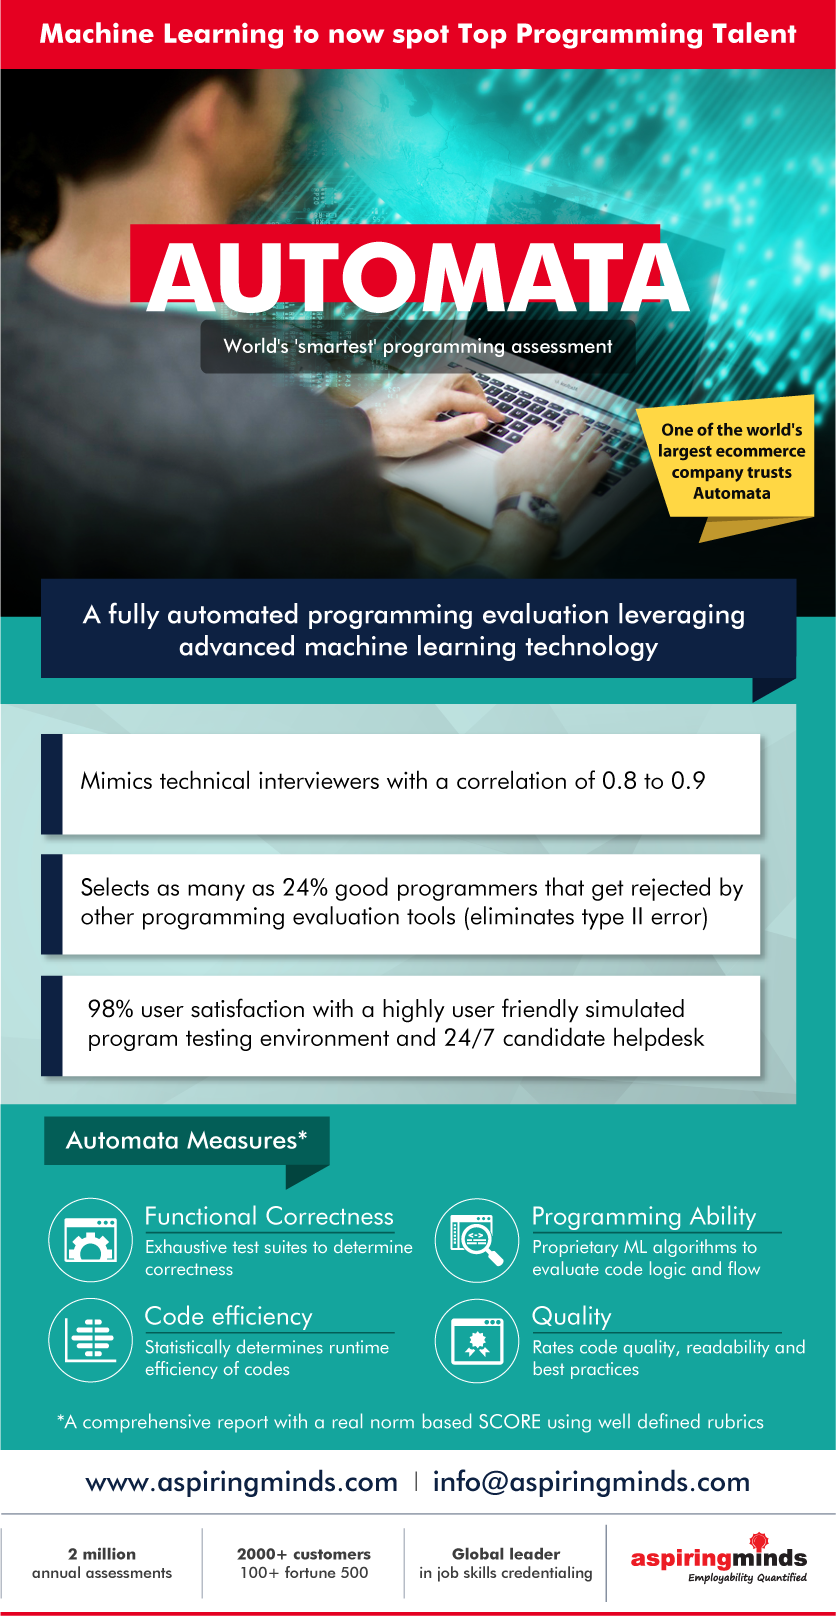 Machine Learning to now spot Top Programming Talent
AUTOMATA
World's 'smartest' programming assessment
One of the world's
largest ecommerce
company trusts
Automata
A fully automated programming evaluation leveraging
advanced machine learning technology
Mimics technical interviewers with a correlation of 0.8 to 0.9
Selects as many as 24% good programmers that get rejected by
other programming evaluation tools (eliminates type II error)
98% user satisfaction with a highly user friendly simulated
program testing environment and 24/7 candidate helpdesk
Automata Measures*
Functional Correctness
Exhaustive test suites to determine
correctness
Programming Ability
Proprietary ML algorithms to
evaluate code logic and flow
Code efficiency
Statistically determines runtime
efficiency of codes
Quality
Rates code quality, readability and
best practices
*A comprehensive report with a real norm based SCORE using well defined rubrics
www.aspiringminds.com | info@aspiringminds.com
2 million
annual assessments
2000+ customers
100+ fortune 500
Global leader
in job skills credentialing
aspiringminds
Employability Quantified